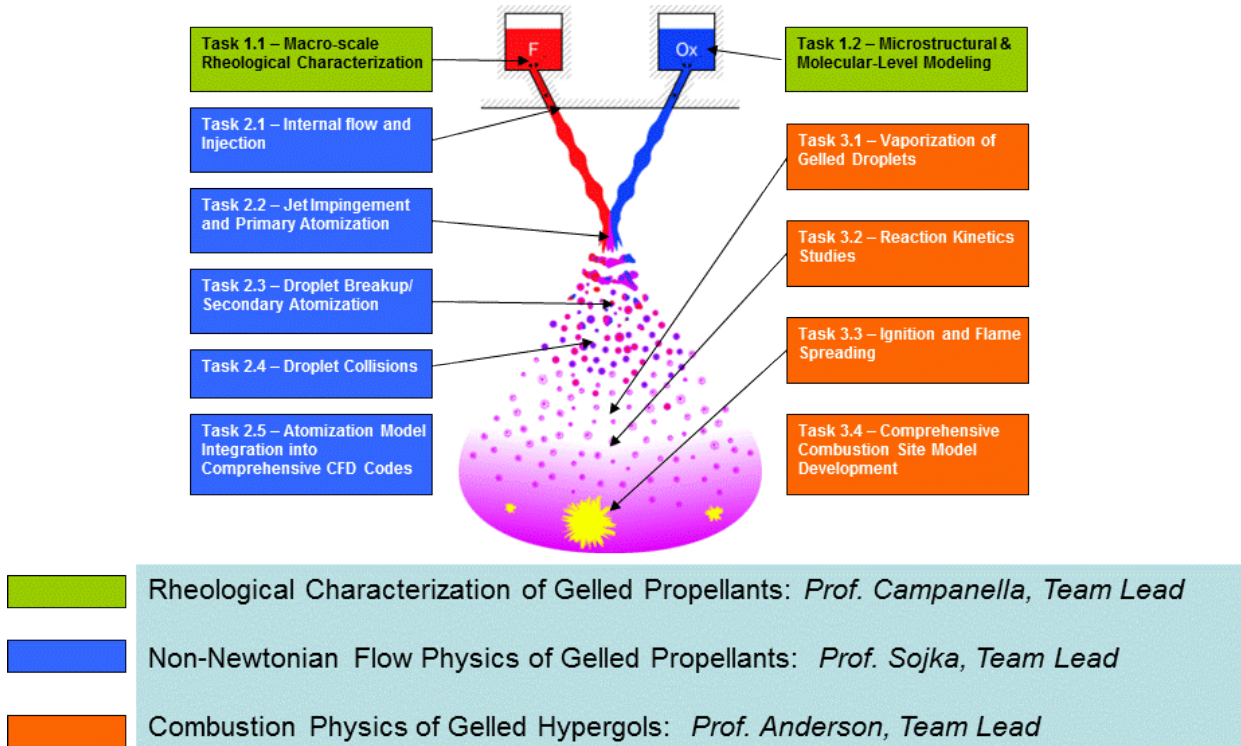 Task 1.1 – Macro-scale
Rheological Characterization
F
Ox
Task 1.2 – Microstructural &
Molecular-Level Modeling
Task 2.1 – Internal flow and
Injection
Task 2.2 – Jet Impingement
and Primary Atomization
Task 2.3 – Droplet Breakup/
Secondary Atomization
Task 2.4 – Droplet Collisions
Task 2.5 – Atomization Model
Integration into
Comprehensive CFD Codes
Task 3.1 – Vaporization of
Gelled Droplets
Task 3.2 – Reaction Kinetics
Studies
Task 3.3 – Ignition and Flame
Spreading
Task 3.4 – Comprehensive
Combustion Site Model
Development
Rheological Characterization of Gelled Propellants: Prof. Campanella, Team Lead
Non-Newtonian Flow Physics of Gelled Propellants: Prof. Sojka, Team Lead
Combustion Physics of Gelled Hypergols: Prof. Anderson, Team Lead